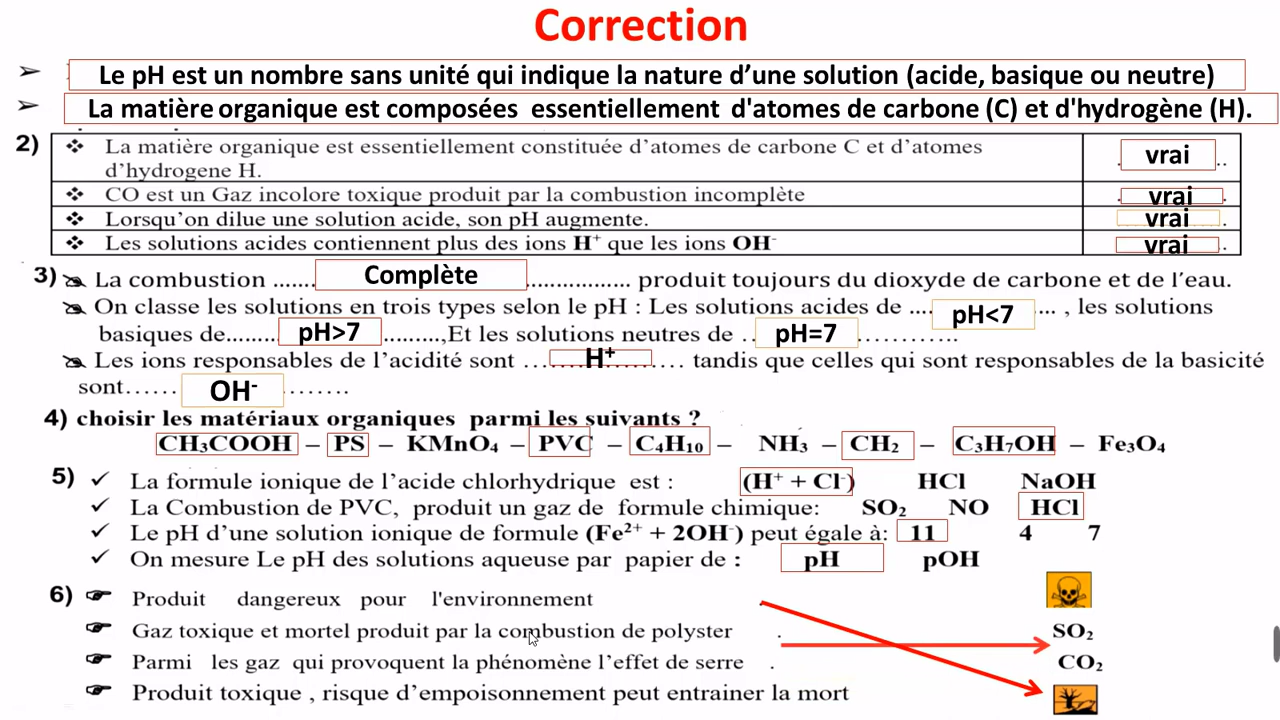 Correction
➢ Le pH est un nombre sans unité qui indique la nature d’une solution (acide, basique ou neutre)
➢ La matière organique est composées essentiellement d'atomes de carbone (C) et d'hydrogène (H).
2) ❖ La matière organique est essentiellement constituée d’atomes de carbone C et d’atomes
d’hydrogene H. vrai
❖ CO est un Gaz incolore toxique produit par la combustion incomplète vrai
❖ Lorsqu’on dilue une solution acide, son pH augmente. vrai
❖ Les solutions acides contiennent plus des ions H⁺ que les ions OH⁻ vrai
3) La combustion ....... Complète .................. produit toujours du dioxyde de carbone et de l’eau.
On classe les solutions en trois types selon le pH : Les solutions acides de .... pH<7 ... , les solutions
basiques de......... pH>7 ..........,Et les solutions neutres de .. pH=7 …………..
Les ions responsables de l’acidité sont … H⁺ …. tandis que celles qui sont responsables de la basicité
sont…… OH⁻ ……..
4) choisir les matériaux organiques parmi les suivants ?
CH3COOH – PS – KMnO₄ – PVC – C₄H₁₀ – NH₃ – CH₂ – C₃H₇OH – Fe₃O₄
5) ✓ La formule ionique de l’acide chlorhydrique est : (H⁺ + Cl⁻) HCl NaOH
✓ La Combustion de PVC, produit un gaz de formule chimique: SO₂ NO HCl
✓ Le pH d’une solution ionique de formule (Fe²⁺ + 2OH⁻) peut égale à: 11 4 7
✓ On mesure Le pH des solutions aqueuse par papier de : pH pOH
6) Produit dangereux pour l'environnement .
Gaz toxique et mortel produit par la combustion de polyster . SO₂
Parmi les gaz qui provoquent la phénomène l’effet de serre . CO₂
Produit toxique , risque d’empoisonnement peut entrainer la mort